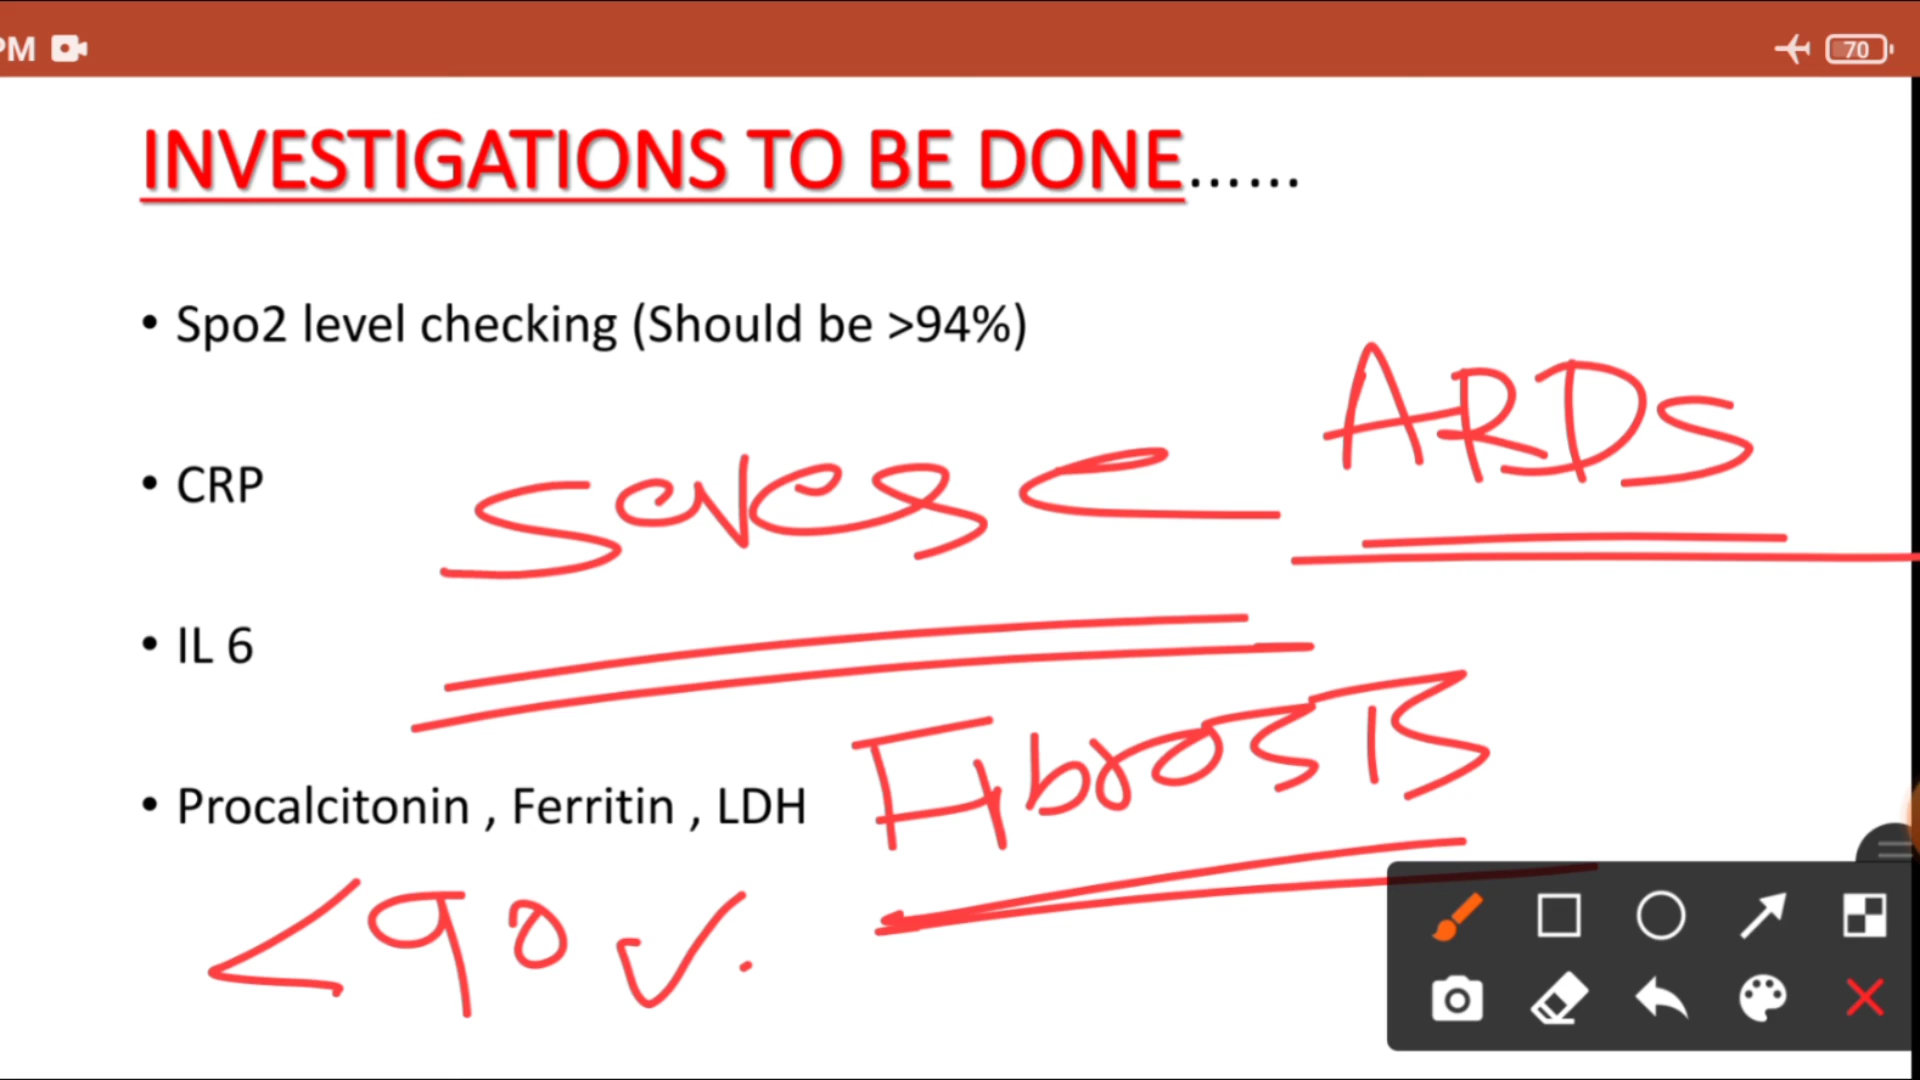 PM 70
INVESTIGATIONS TO BE DONE......
• Spo2 level checking (Should be >94%)
ARDS
• CRP
• IL 6
Fibrosis
• Procalcitonin , Ferritin , LDH
<90